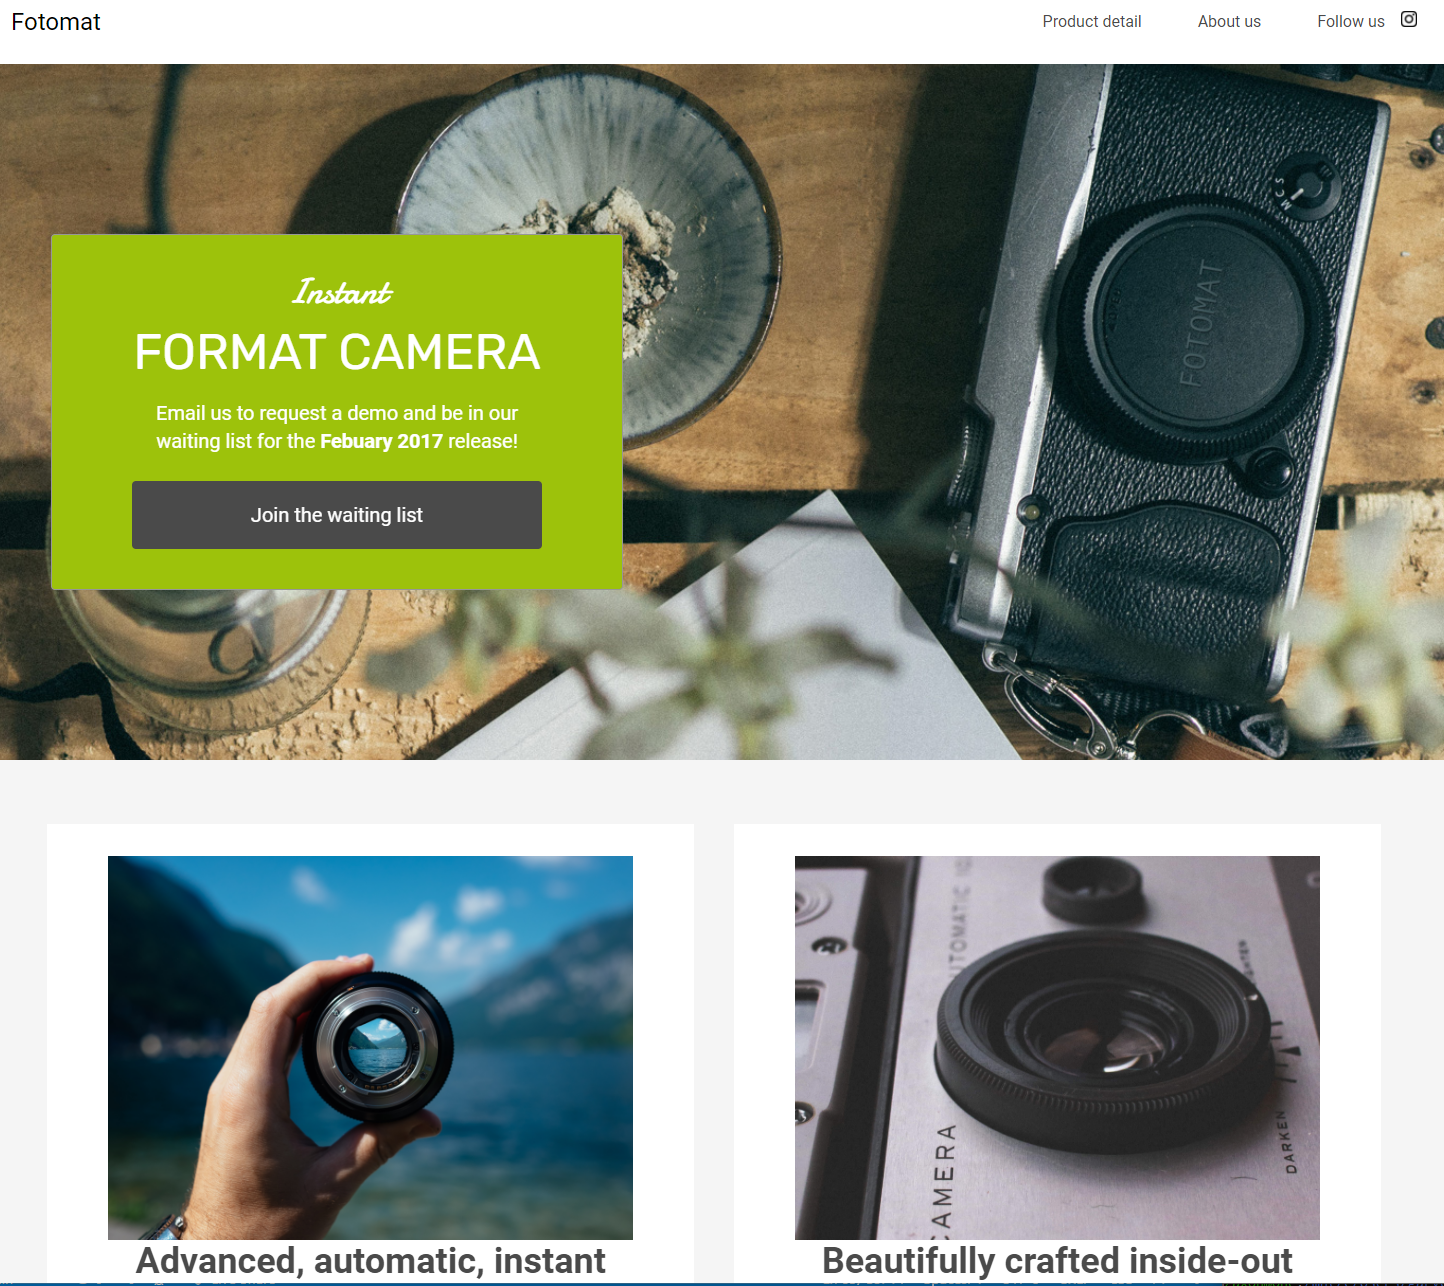 Fotomat
Product detail
About us
Follow us
M C S
FOTOMAT
Instant
FORMAT CAMERA
Email us to request a demo and be in our
waiting list for the Febuary 2017 release!
Join the waiting list
CAMERA
DARKEN
Advanced, automatic, instant
Beautifully crafted inside-out